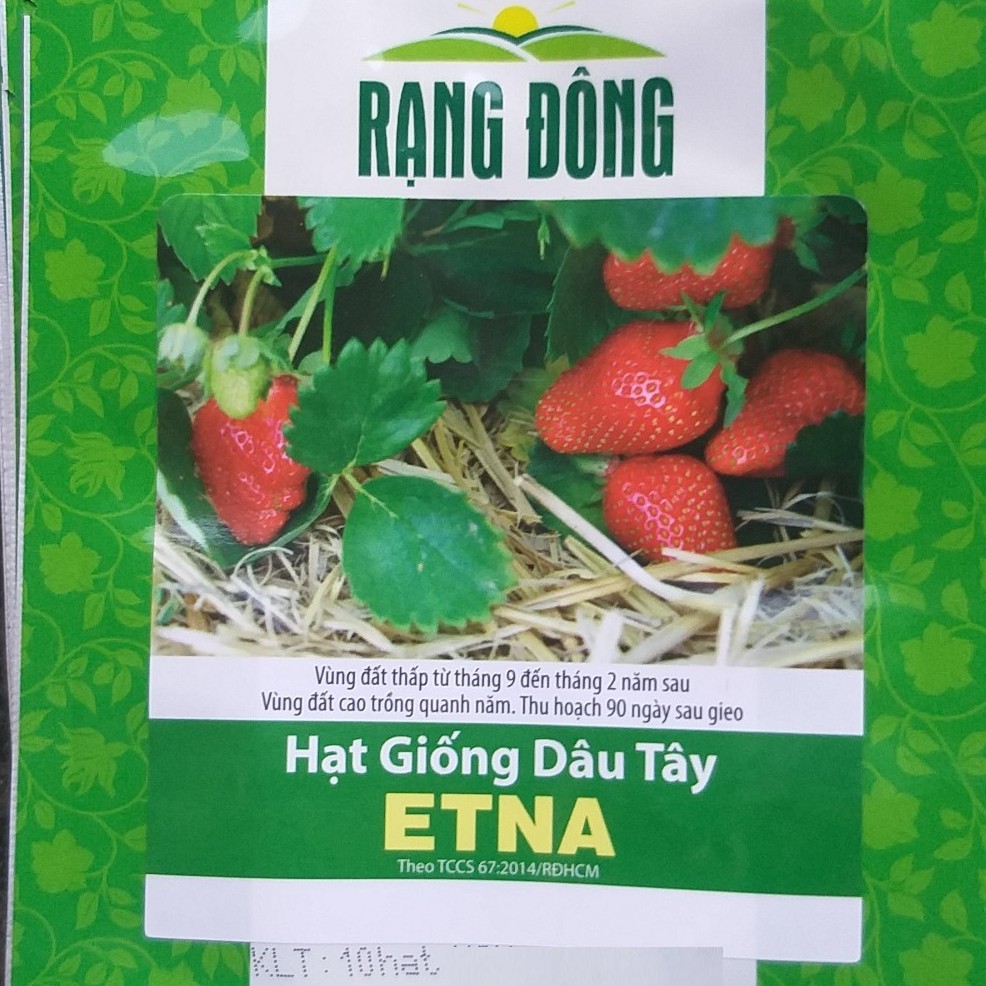 RẠNG ĐÔNG
Vùng đất thấp từ tháng 9 đến tháng 2 năm sau
Vùng đất cao trồng quanh năm. Thu hoạch 90 ngày sau gieo
Hạt Giống Dâu Tây
ETNA
Theo TCCS 67:2014/RĐHCM
KLT: 10hat